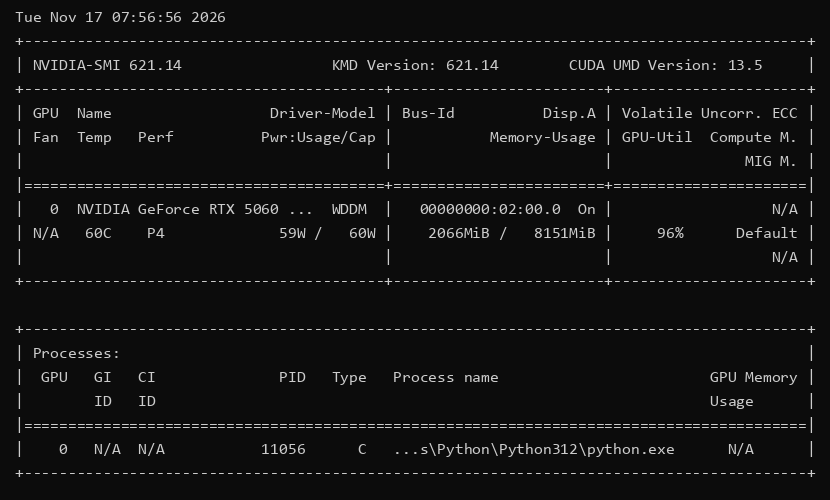 Tue Nov 17 07:56:56 2026
+-----------------------------------------------------------------------------------------+
| NVIDIA-SMI 621.14                 KMD Version: 621.14        CUDA UMD Version: 13.5     |
+-----------------------------------------+------------------------+----------------------+
| GPU  Name                  Driver-Model | Bus-Id          Disp.A | Volatile Uncorr. ECC |
| Fan  Temp   Perf          Pwr:Usage/Cap |           Memory-Usage | GPU-Util  Compute M. |
|                                         |                        |               MIG M. |
|=========================================+========================+======================|
|   0  NVIDIA GeForce RTX 5060 ...  WDDM  |   00000000:02:00.0  On |                  N/A |
| N/A   60C    P4             59W /   60W |    2066MiB /   8151MiB |     96%      Default |
|                                         |                        |                  N/A |
+-----------------------------------------+------------------------+----------------------+

+-----------------------------------------------------------------------------------------+
| Processes:                                                                              |
|  GPU   GI   CI              PID   Type   Process name                        GPU Memory |
|        ID   ID                                                               Usage      |
|=========================================================================================|
|    0   N/A  N/A           11056      C   ...s\Python\Python312\python.exe      N/A      |
+-----------------------------------------------------------------------------------------+